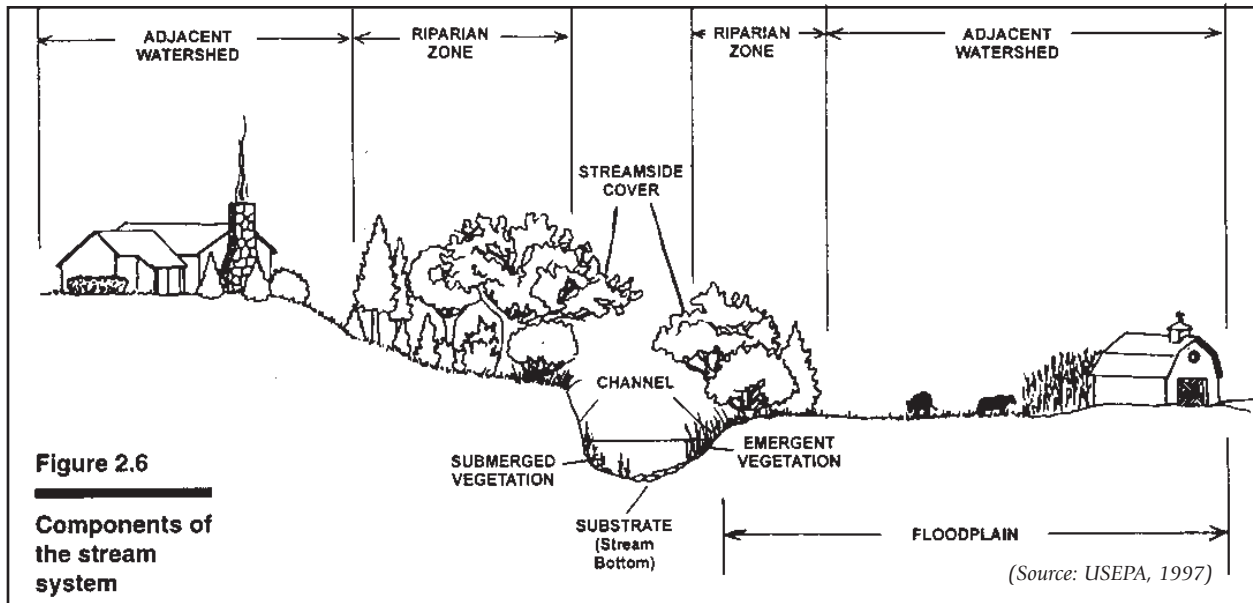 ADJACENT
WATERSHED
RIPARIAN
ZONE
RIPARIAN
ZONE
ADJACENT
WATERSHED
STREAMSIDE
COVER
CHANNEL
SUBMERGED
VEGETATION
EMERGENT
VEGETATION
SUBSTRATE
(Stream
Bottom)
FLOODPLAIN
Figure 2.6
Components of
the stream
system
(Source: USEPA, 1997)